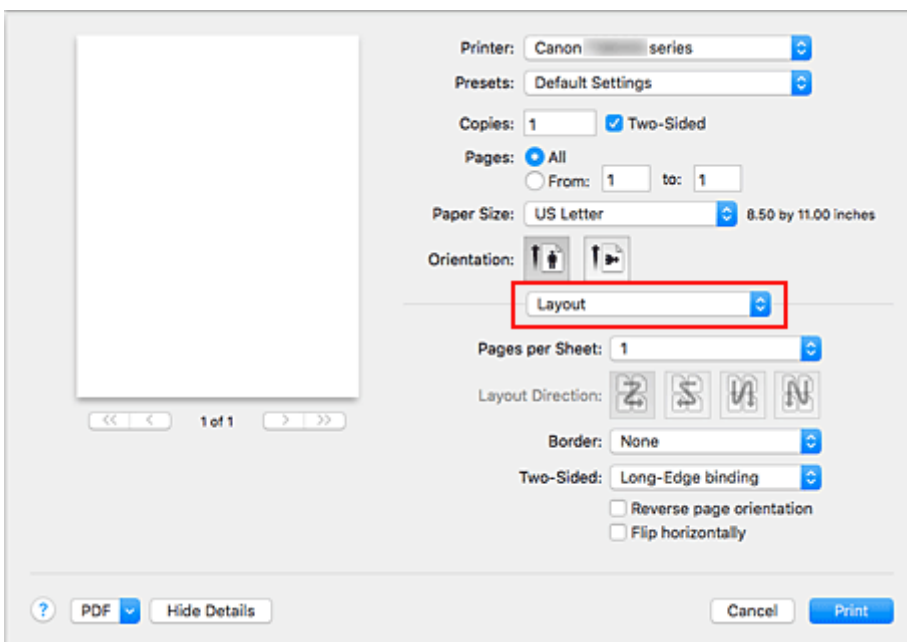 Printer: Canon series
Presets: Default Settings
Copies: 1 Two-Sided
Pages: All
From: 1 to: 1
Paper Size: US Letter 8.50 by 11.00 inches
Orientation:
Layout
Pages per Sheet: 1
Layout Direction:
<< < 1 of 1 > >>
Border: None
Two-Sided: Long-Edge binding
Reverse page orientation
Flip horizontally
? PDF Hide Details Cancel Print